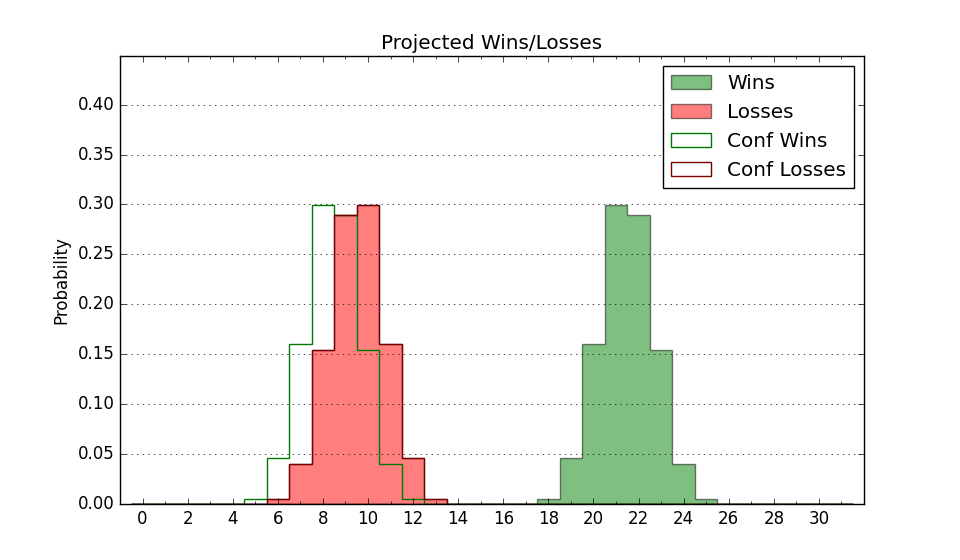 Projected Wins/Losses
Wins
Losses
Conf Wins
Conf Losses
Probability
0.40
0.35
0.30
0.25
0.20
0.15
0.10
0.05
0.00
0 2 4 6 8 10 12 14 16 18 20 22 24 26 28 30